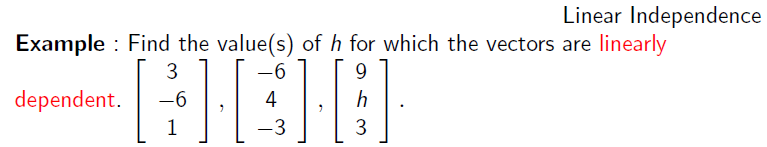 Linear Independence
Example : Find the value(s) of h for which the vectors are linearly
dependent. [ 3 -6 1 ] , [ −6 4 −3 ] , [ 9 h 3 ] .